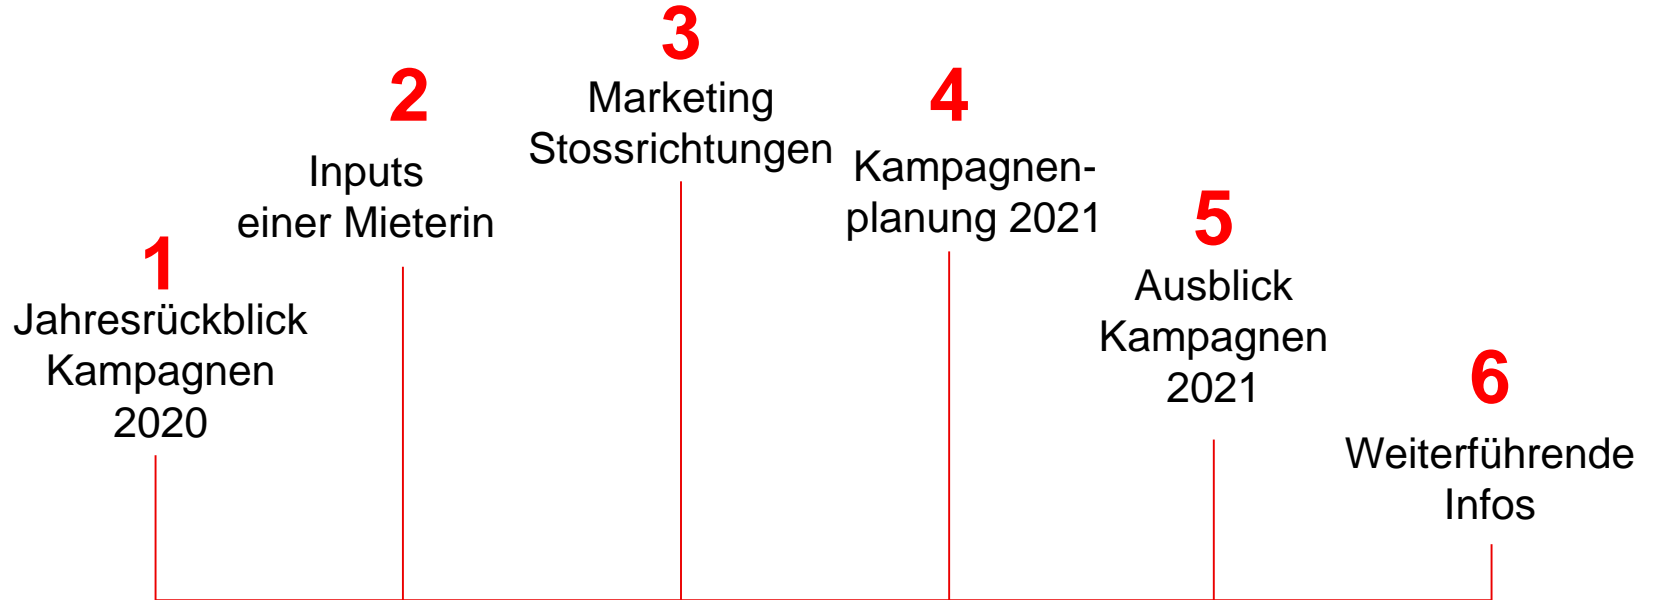 1
Jahresrückblick
Kampagnen
2020
2
Inputs
einer Mieterin
3
Marketing
Stossrichtungen
4
Kampagnen-
planung 2021
5
Ausblick
Kampagnen
2021
6
Weiterführende
Infos